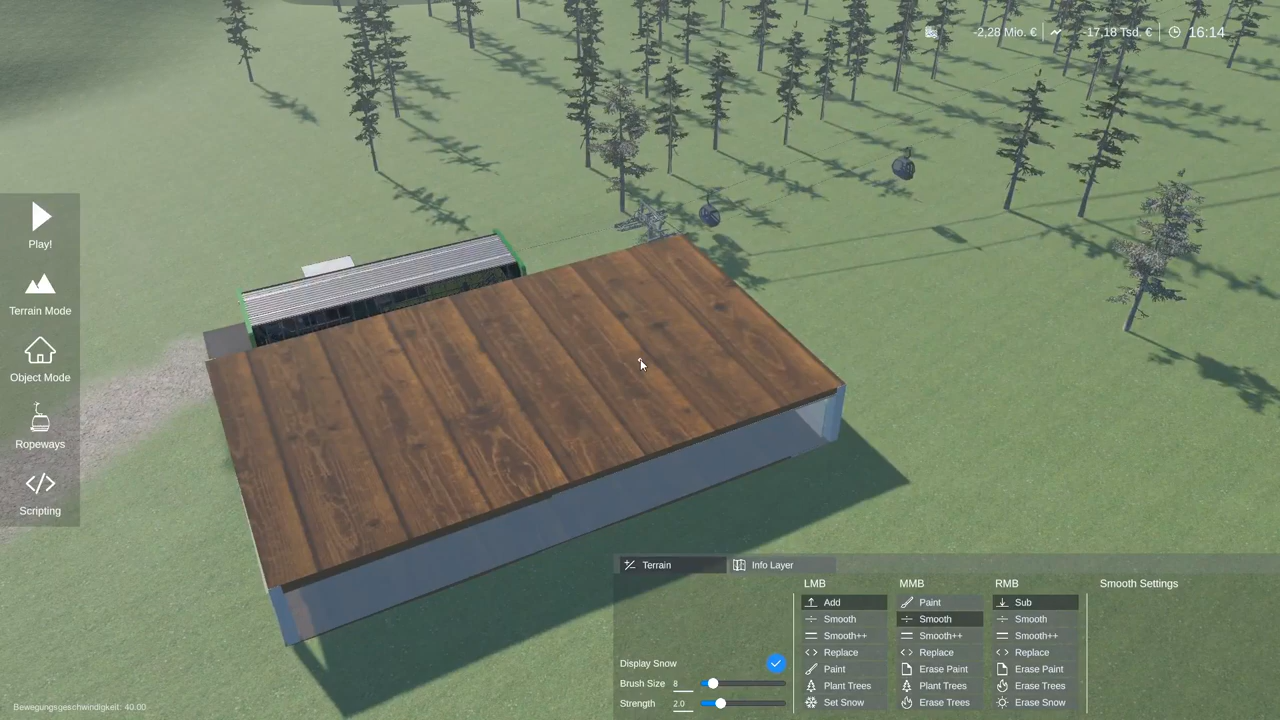 -2,28 Mio. € -17,18 Tsd. € 16:14
Play!
Terrain Mode
Object Mode
Ropeways
Scripting
Terrain Info Layer
LMB MMB RMB Smooth Settings
Add Paint Sub
Smooth Smooth Smooth
Smooth++ Smooth++ Smooth++
Replace Replace Replace
Display Snow Paint Erase Paint Erase Paint
Brush Size 8 Plant Trees Plant Trees Erase Trees
Strength 2.0 Set Snow Erase Trees Erase Snow
Bewegungsgeschwindigkeit: 40.00